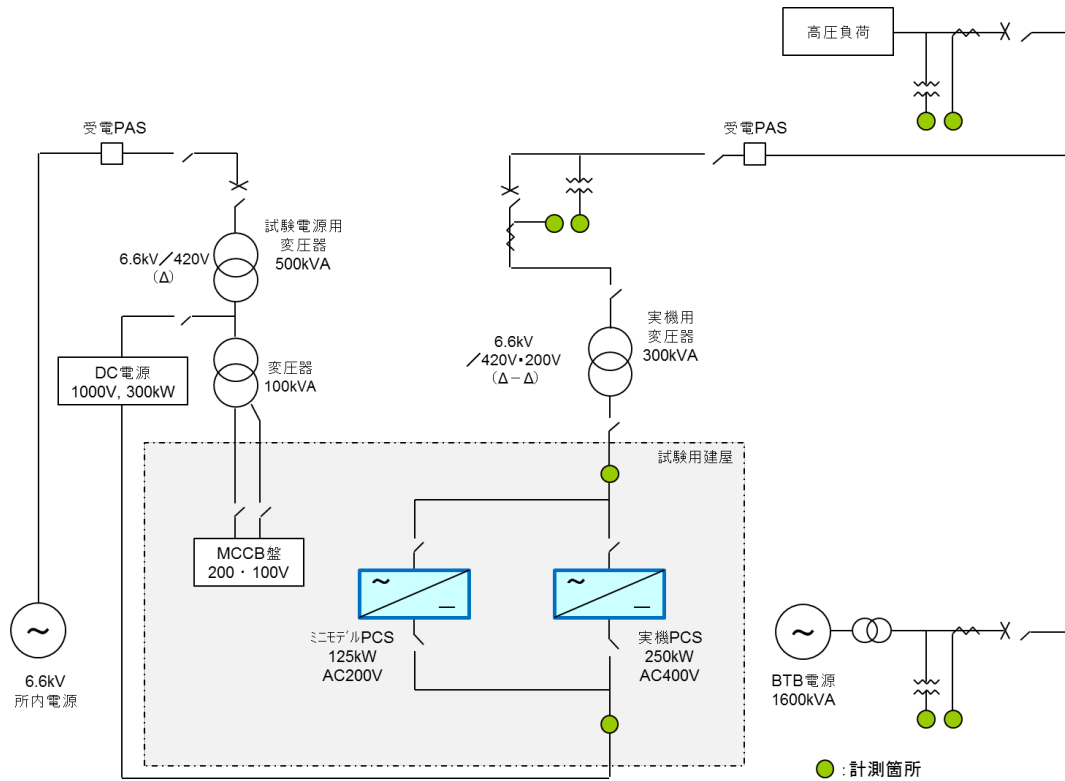 高圧負荷
受電PAS
受電PAS
試験電源用
変圧器
500kVA
6.6kV／420V
（Δ）
実機用
変圧器
300kVA
6.6kV
／420V・200V
（Δ－Δ）
DC電源
1000V, 300kW
変圧器
100kVA
試験用建屋
MCCB盤
200・100V
～
－
～
－
ﾐﾆﾓﾃﾞﾙPCS
125kW
AC200V
実機PCS
250kW
AC400V
～
6.6kV
所内電源
～
BTB電源
1600kVA
：計測箇所